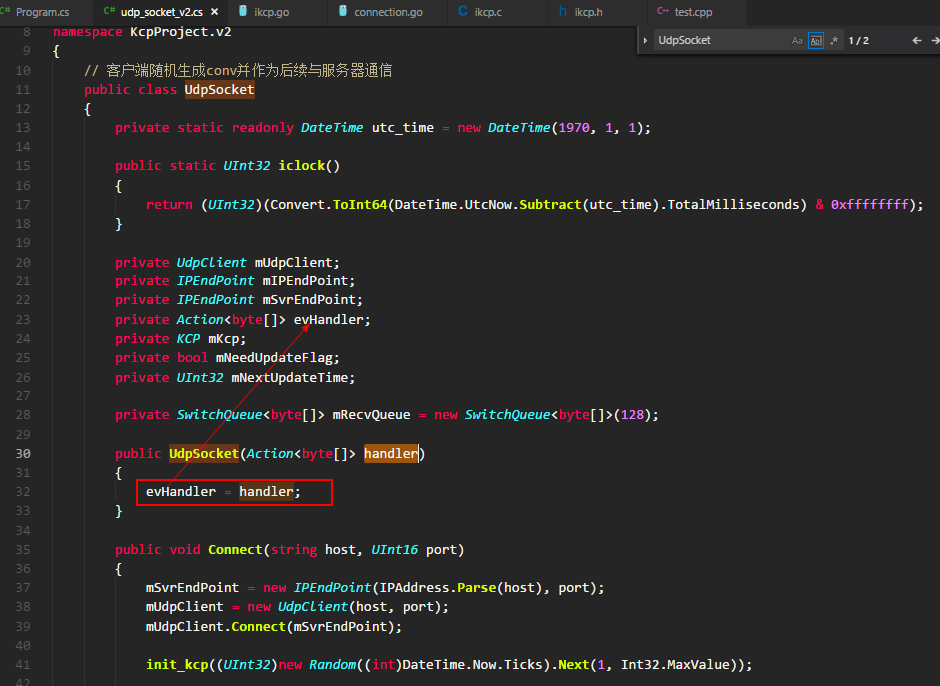 Program.cs udp_socket_v2.cs × ikcp.go connection.go ikcp.c ikcp.h test.cpp
UdpSocket Aa Ab| .* 1 / 2
8 namespace KcpProject.v2
9 {
10 // 客户端随机生成conv并作为后续与服务器通信
11 public class UdpSocket
12 {
13 private static readonly DateTime utc_time = new DateTime(1970, 1, 1);
14
15 public static UInt32 iclock()
16 {
17 return (UInt32)(Convert.ToInt64(DateTime.UtcNow.Subtract(utc_time).TotalMilliseconds) & 0xffffffff);
18 }
19
20 private UdpClient mUdpClient;
21 private IPEndPoint mIPEndPoint;
22 private IPEndPoint mSvrEndPoint;
23 private Action<byte[]> evHandler;
24 private KCP mKcp;
25 private bool mNeedUpdateFlag;
26 private UInt32 mNextUpdateTime;
27
28 private SwitchQueue<byte[]> mRecvQueue = new SwitchQueue<byte[]>(128);
29
30 public UdpSocket(Action<byte[]> handler)
31 {
32 evHandler = handler;
33 }
34
35 public void Connect(string host, UInt16 port)
36 {
37 mSvrEndPoint = new IPEndPoint(IPAddress.Parse(host), port);
38 mUdpClient = new UdpClient(host, port);
39 mUdpClient.Connect(mSvrEndPoint);
40
41 init_kcp((UInt32)new Random((int)DateTime.Now.Ticks).Next(1, Int32.MaxValue));
42